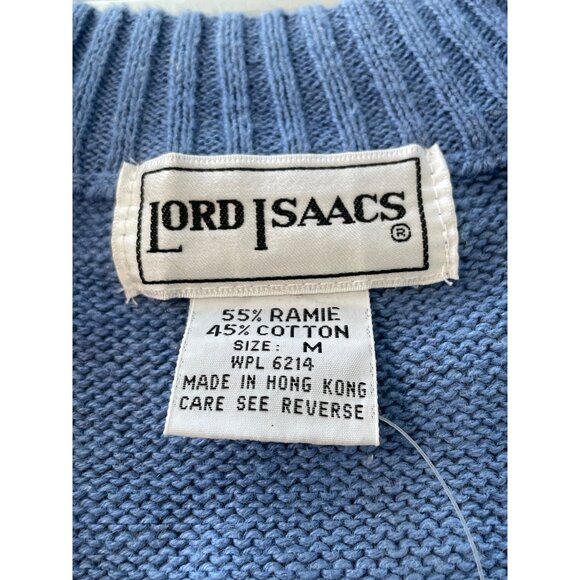 LORD ISAACS®
55% RAMIE
45% COTTON
SIZE: M
WPL 6214
MADE IN HONG KONG
CARE SEE REVERSE